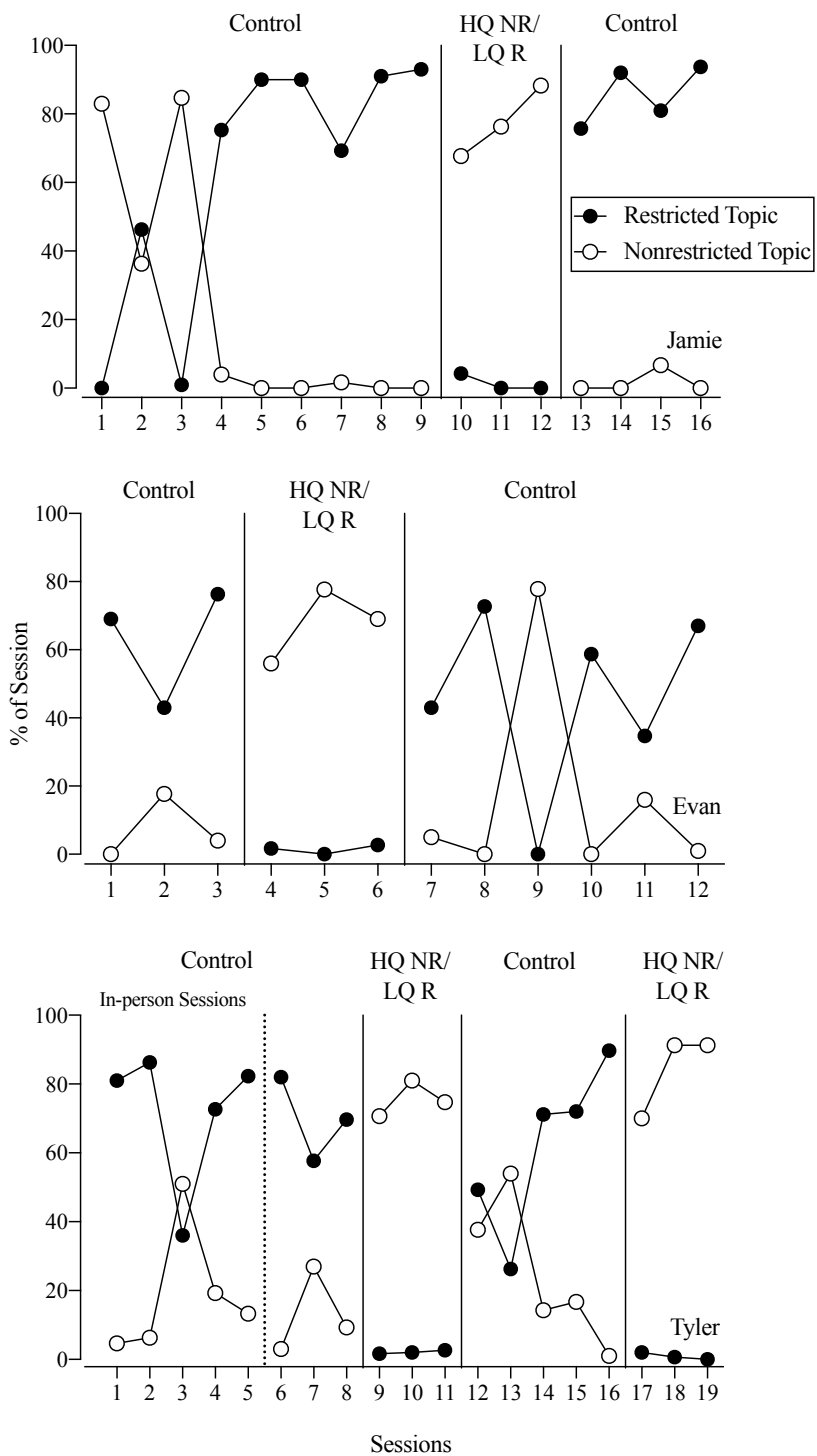 Control HQ NR/ Control
LQ R
100
80
60
40
20
0
Restricted Topic
Nonrestricted Topic
Jamie
1 2 3 4 5 6 7 8 9 10 11 12 13 14 15 16
Control HQ NR/ Control
LQ R
% of Session
100
80
60
40
20
0
Evan
1 2 3 4 5 6 7 8 9 10 11 12
Control HQ NR/ Control HQ NR/
LQ R LQ R
In-person Sessions
100
80
60
40
20
0
Tyler
1 2 3 4 5 6 7 8 9 10 11 12 13 14 15 16 17 18 19
Sessions